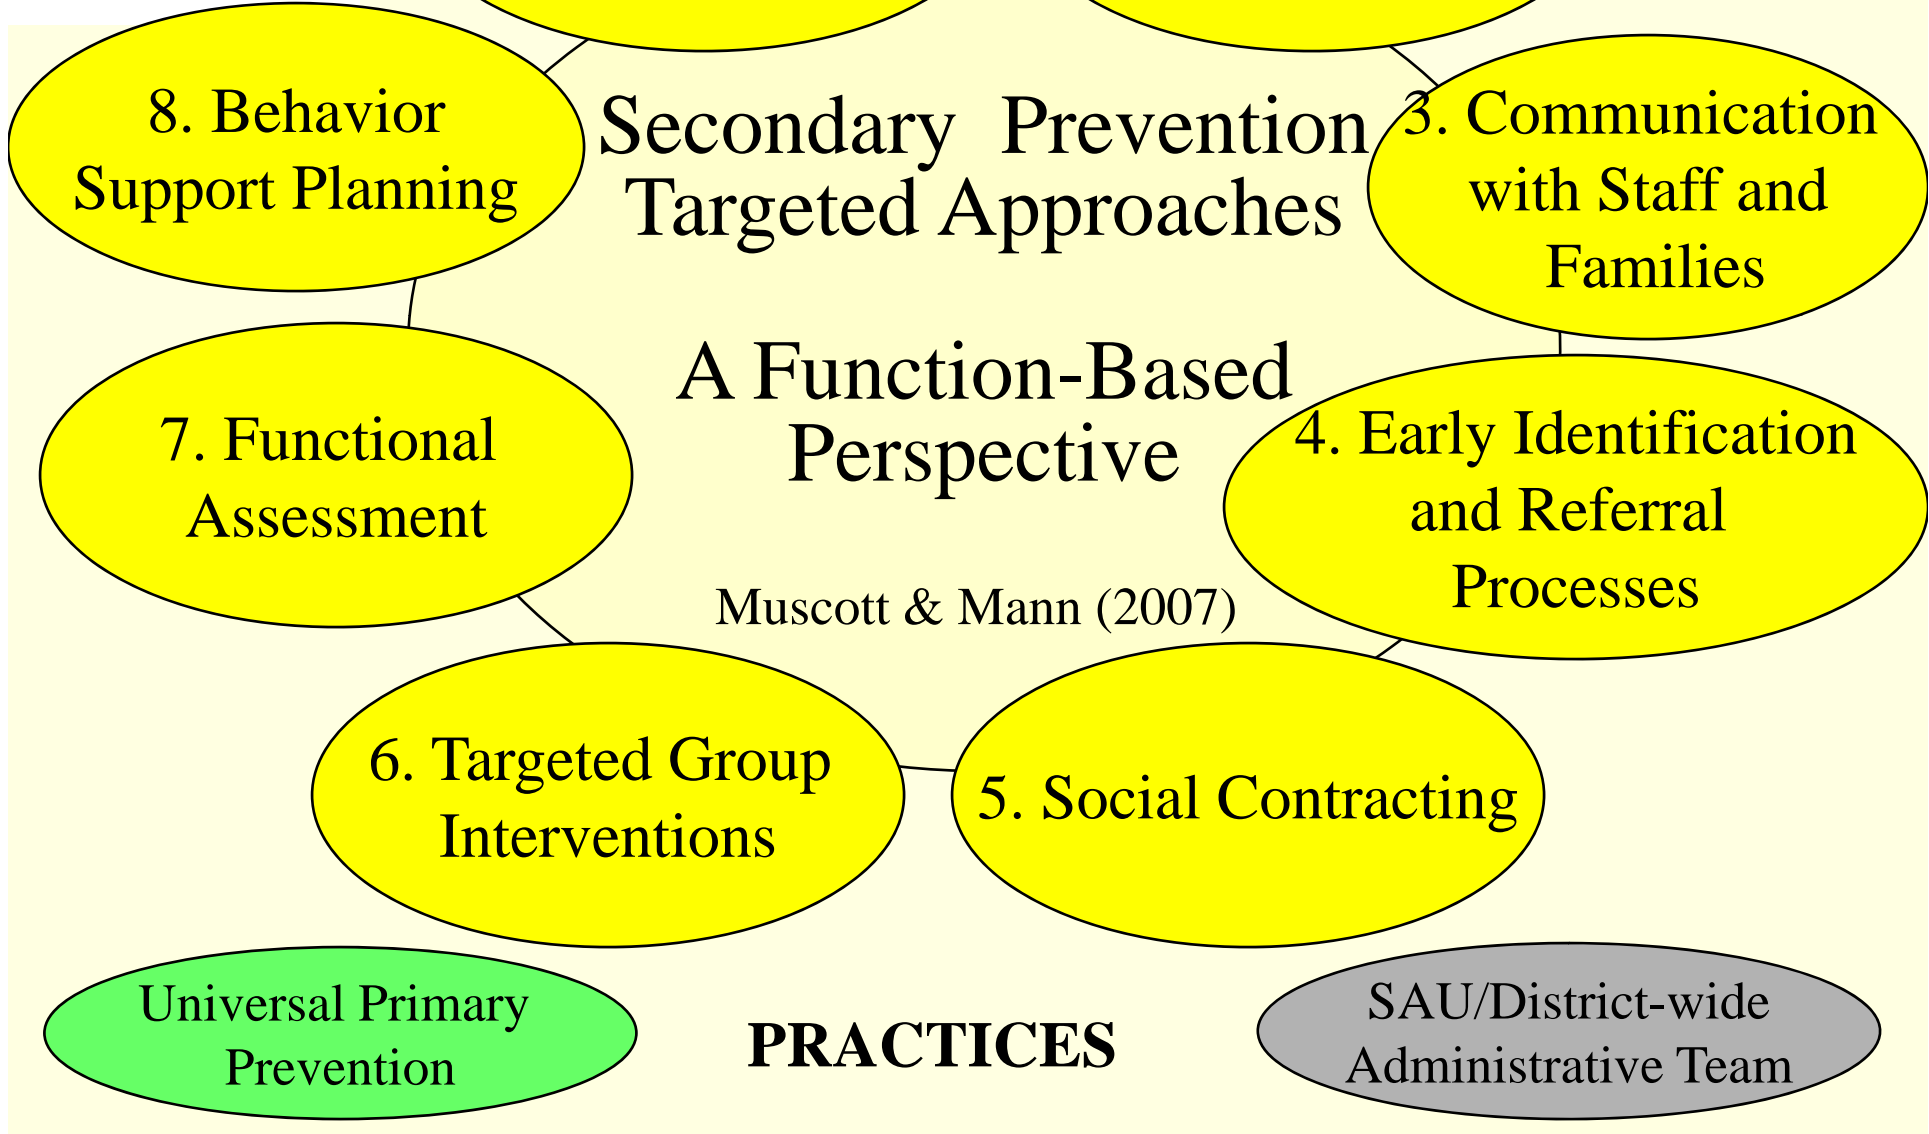 Secondary Prevention
Targeted Approaches
A Function-Based
Perspective
Muscott & Mann (2007)
3. Communication
with Staff and
Families
4. Early Identification
and Referral
Processes
5. Social Contracting
6. Targeted Group
Interventions
7. Functional
Assessment
8. Behavior
Support Planning
Universal Primary
Prevention
PRACTICES
SAU/District-wide
Administrative Team